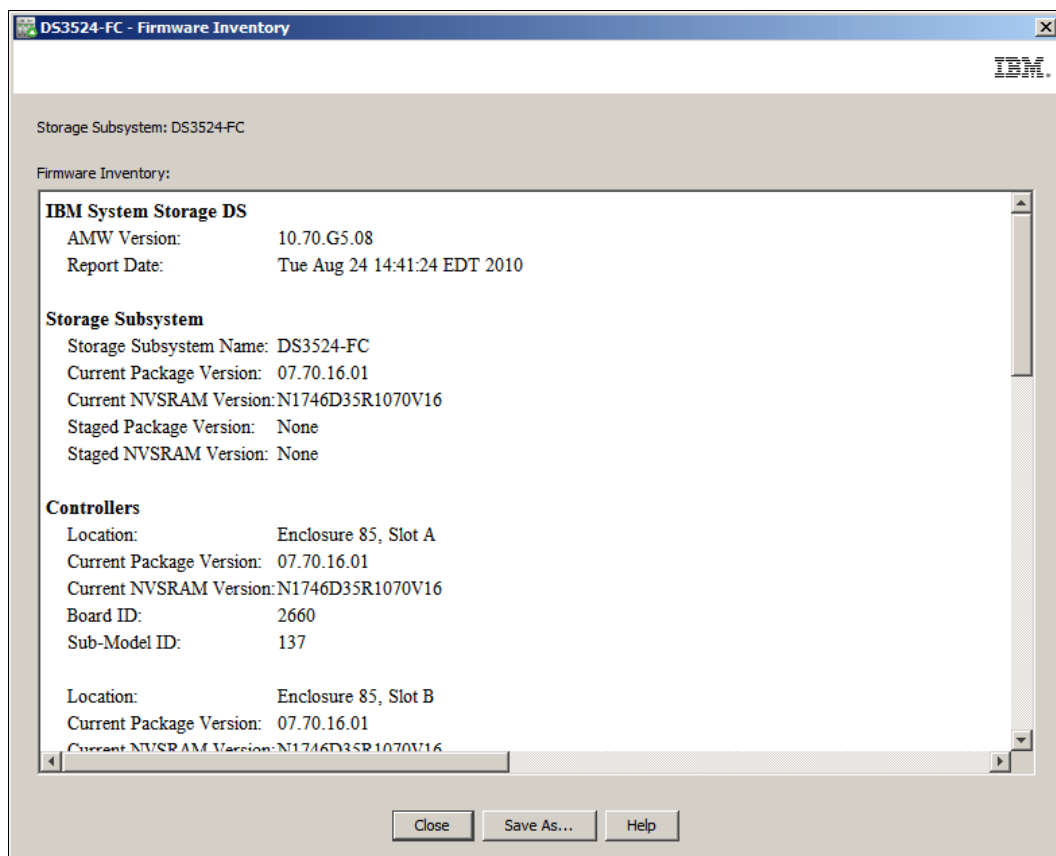 DS3524-FC - Firmware Inventory
IBM.
Storage Subsystem: DS3524-FC
Firmware Inventory:
IBM System Storage DS
AMW Version: 10.70.G5.08
Report Date: Tue Aug 24 14:41:24 EDT 2010
Storage Subsystem
Storage Subsystem Name: DS3524-FC
Current Package Version: 07.70.16.01
Current NVSRAM Version: N1746D35R1070V16
Staged Package Version: None
Staged NVSRAM Version: None
Controllers
Location: Enclosure 85, Slot A
Current Package Version: 07.70.16.01
Current NVSRAM Version: N1746D35R1070V16
Board ID: 2660
Sub-Model ID: 137
Location: Enclosure 85, Slot B
Current Package Version: 07.70.16.01
Current NVSRAM Version: N1746D35R1070V16
Close Save As... Help